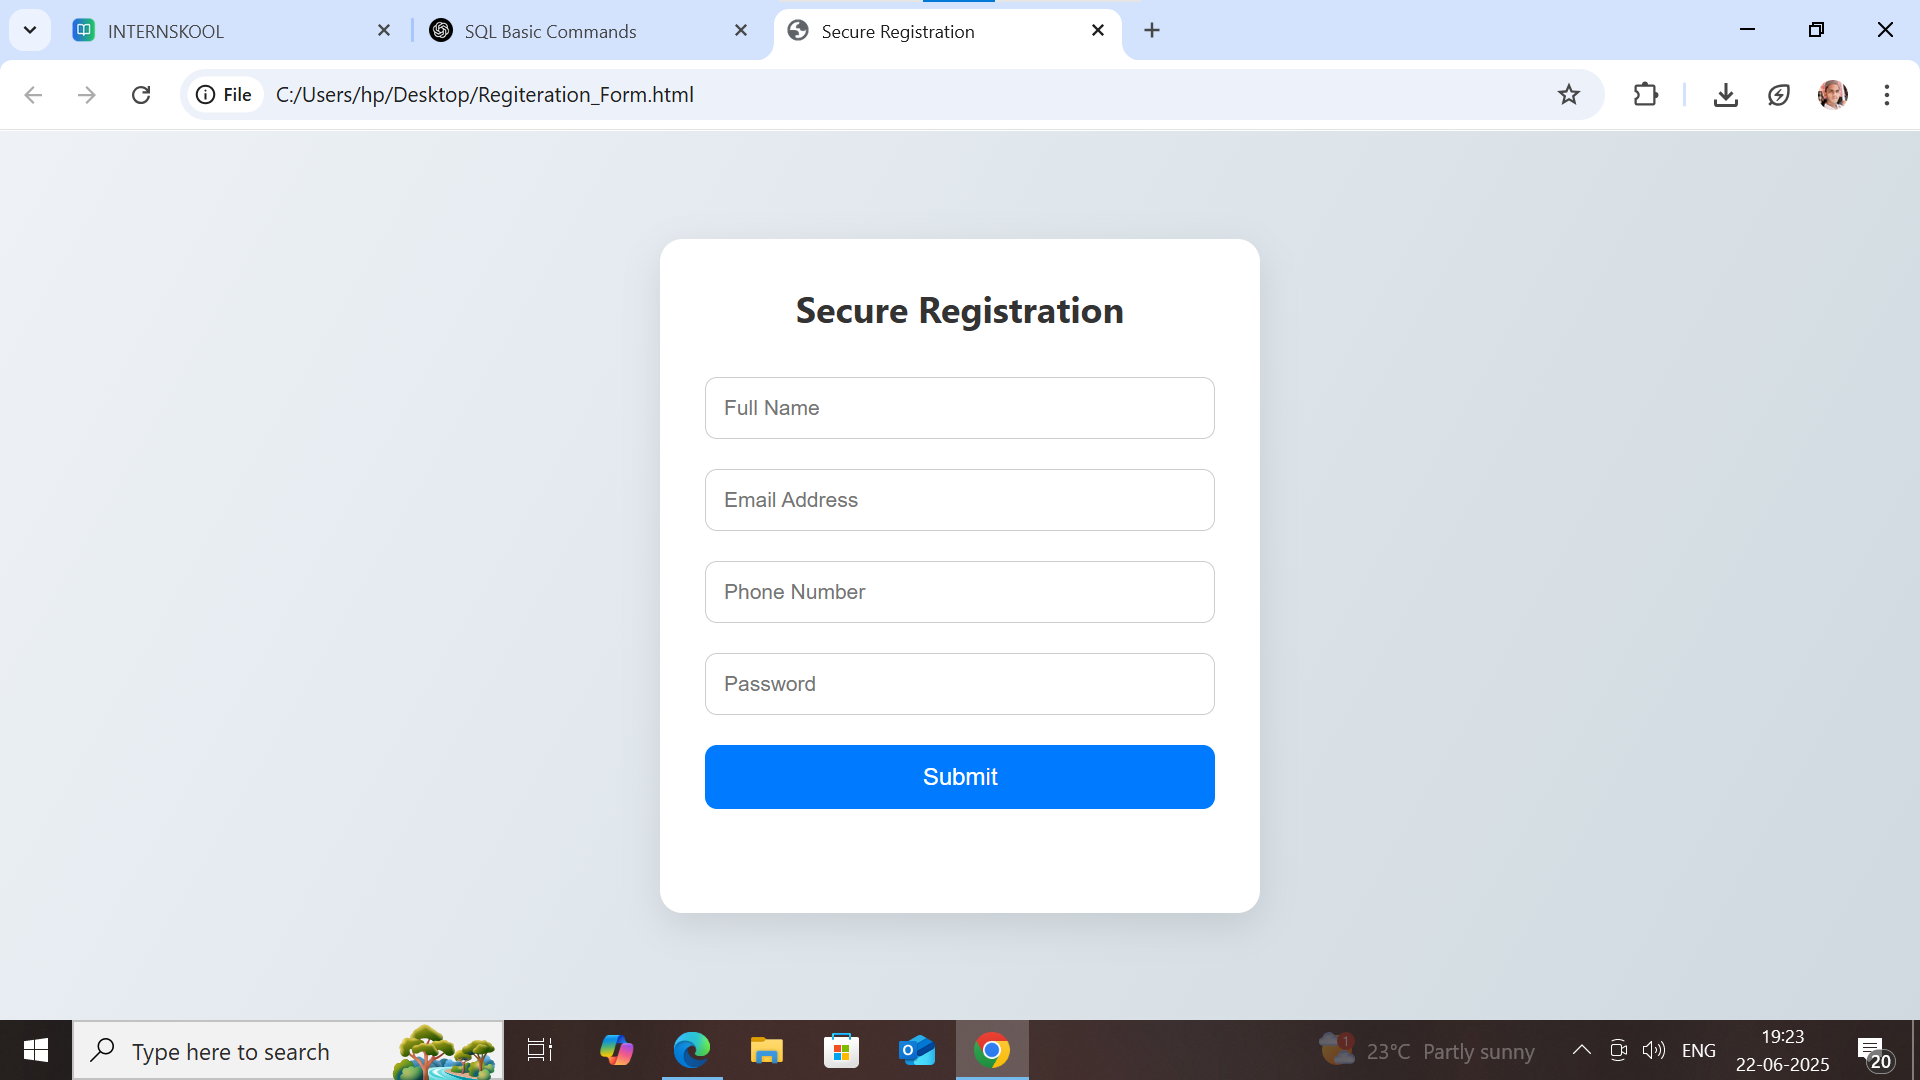 INTERNSKOOL
SQL Basic Commands
Secure Registration
File
C:/Users/hp/Desktop/Regiteration_Form.html
Secure Registration
Full Name
Email Address
Phone Number
Password
Submit
Type here to search
1
23°C Partly sunny
ENG
19:23
22-06-2025
20